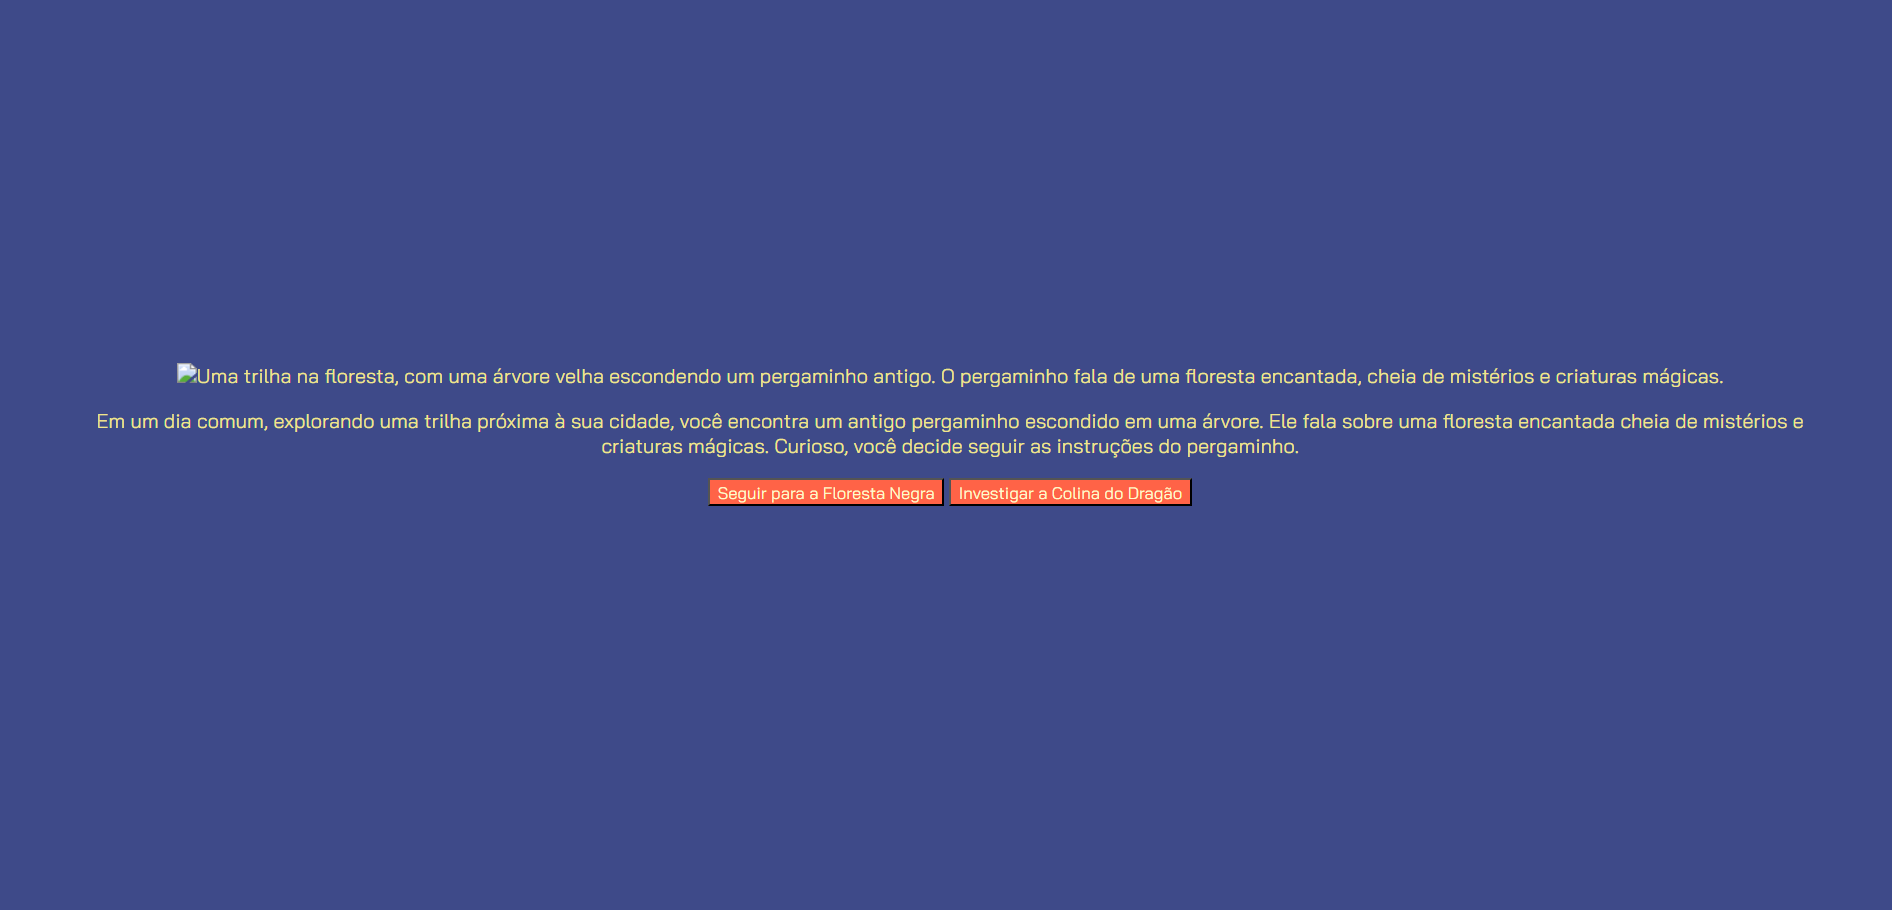 Uma trilha na floresta, com uma árvore velha escondendo um pergaminho antigo. O pergaminho fala de uma floresta encantada, cheia de mistérios e criaturas mágicas.
Em um dia comum, explorando uma trilha próxima à sua cidade, você encontra um antigo pergaminho escondido em uma árvore. Ele fala sobre uma floresta encantada cheia de mistérios e
criaturas mágicas. Curioso, você decide seguir as instruções do pergaminho.
Seguir para a Floresta Negra Investigar a Colina do Dragão